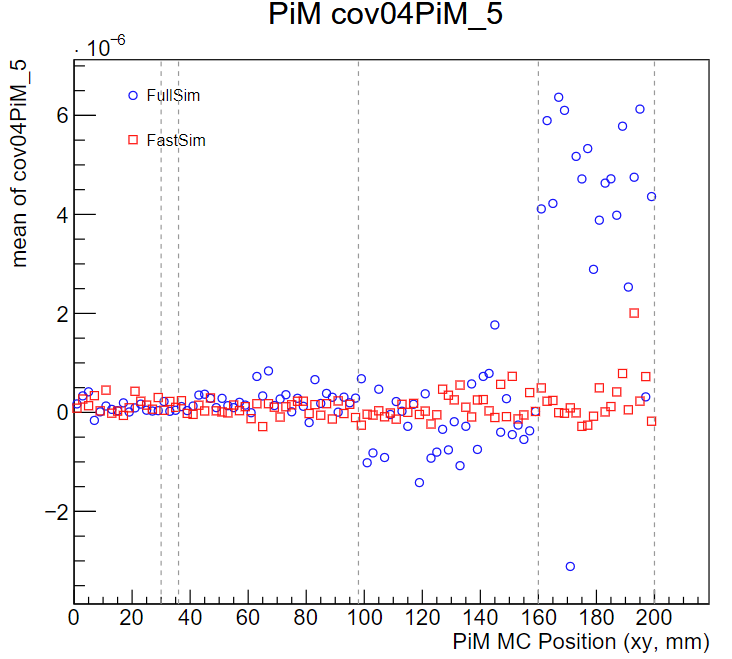 PiM cov04PiM_5
· 10⁻⁶
mean of cov04PiM_5
FullSim
FastSim
6
4
2
0
−2
0 20 40 60 80 100 120 140 160 180 200
PiM MC Position (xy, mm)